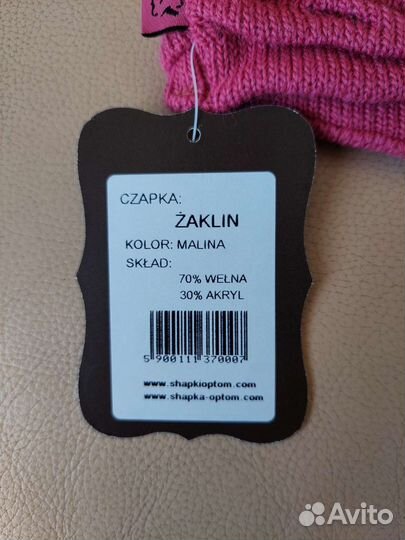 CZAPKA:
ŻAKLIN
KOLOR: MALINA
SKŁAD:
70% WEŁNA
30% AKRYL
5 900111 370007
www.shapkioptom.com
www.shapka-optom.com
Avito